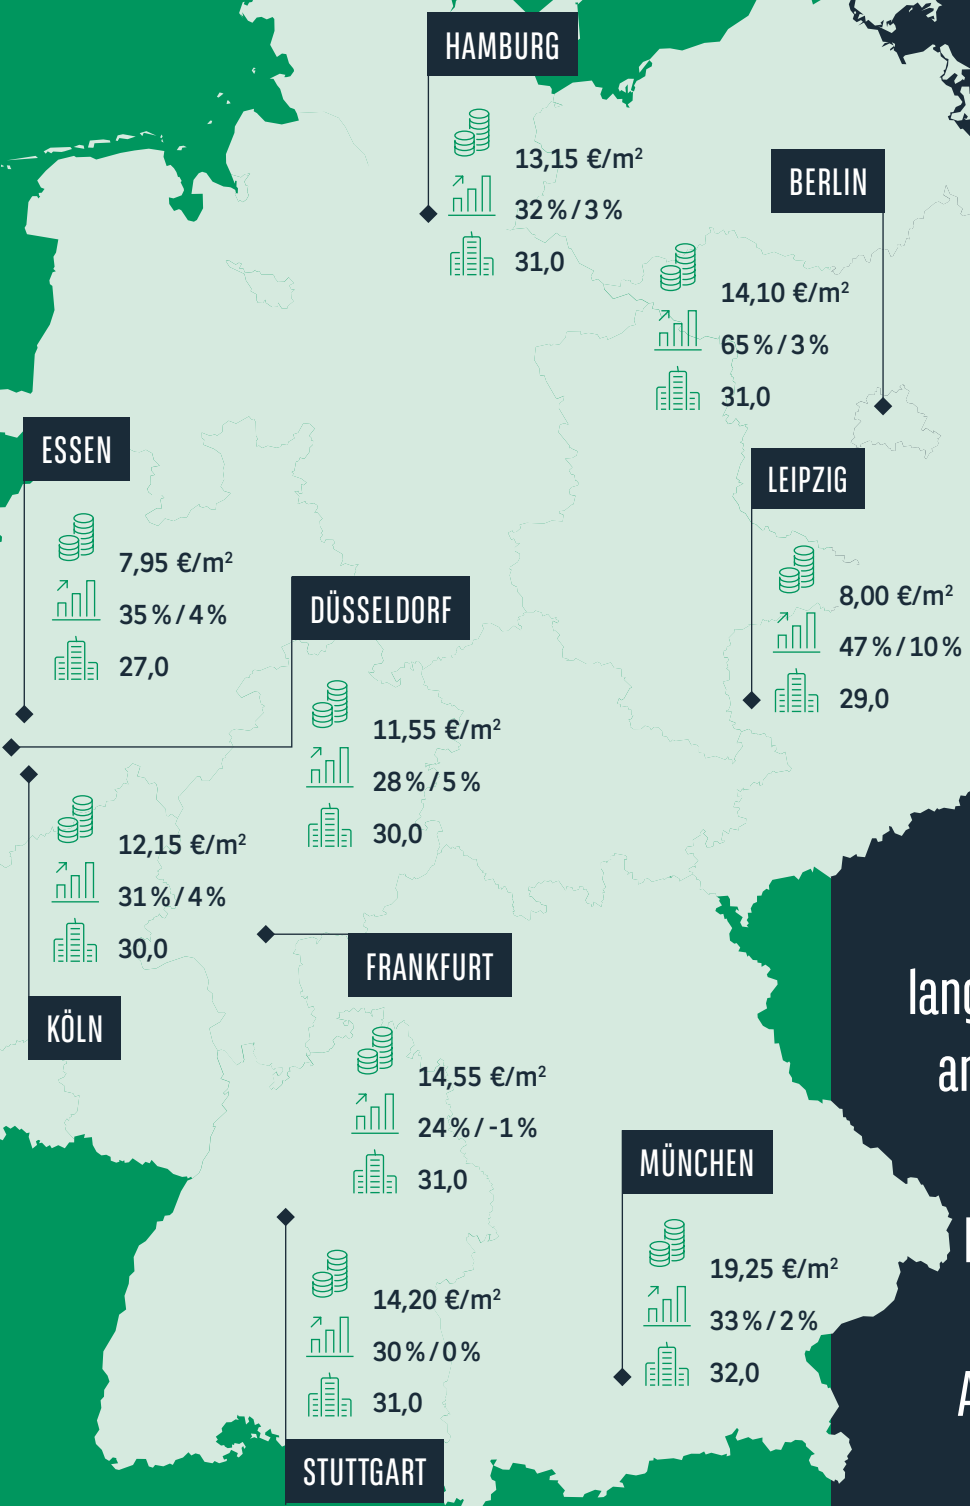 HAMBURG
13,15 €/m²
32 % / 3 %
31,0
BERLIN
14,10 €/m²
65 % / 3 %
31,0
ESSEN
7,95 €/m²
35 % / 4 %
27,0
LEIPZIG
8,00 €/m²
47 % / 10 %
29,0
DÜSSELDORF
11,55 €/m²
28 % / 5 %
30,0
12,15 €/m²
31 % / 4 %
30,0
KÖLN
FRANKFURT
14,55 €/m²
24 % / -1 %
31,0
MÜNCHEN
19,25 €/m²
33 % / 2 %
32,0
14,20 €/m²
30 % / 0 %
31,0
STUTTGART